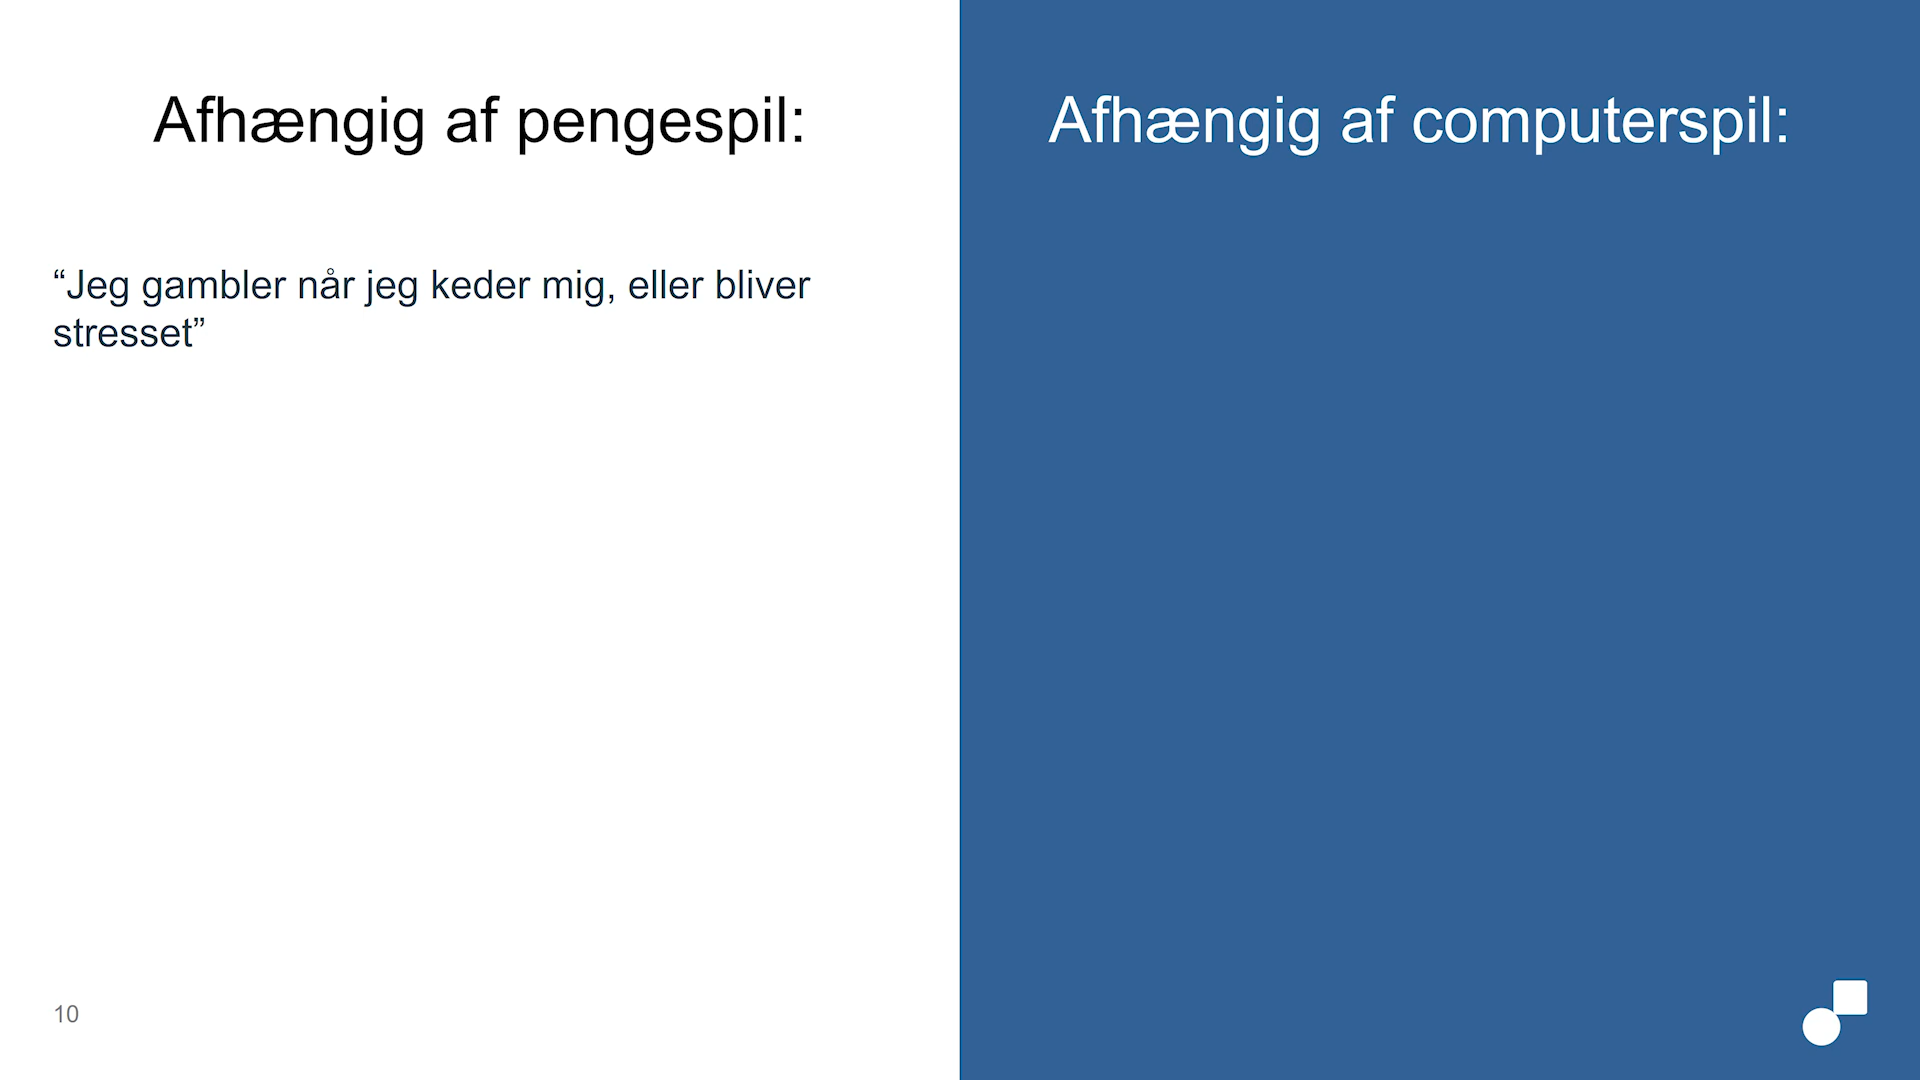 Afhængig af pengespil:
“Jeg gambler når jeg keder mig, eller bliver
stresset”
10
Afhængig af computerspil: